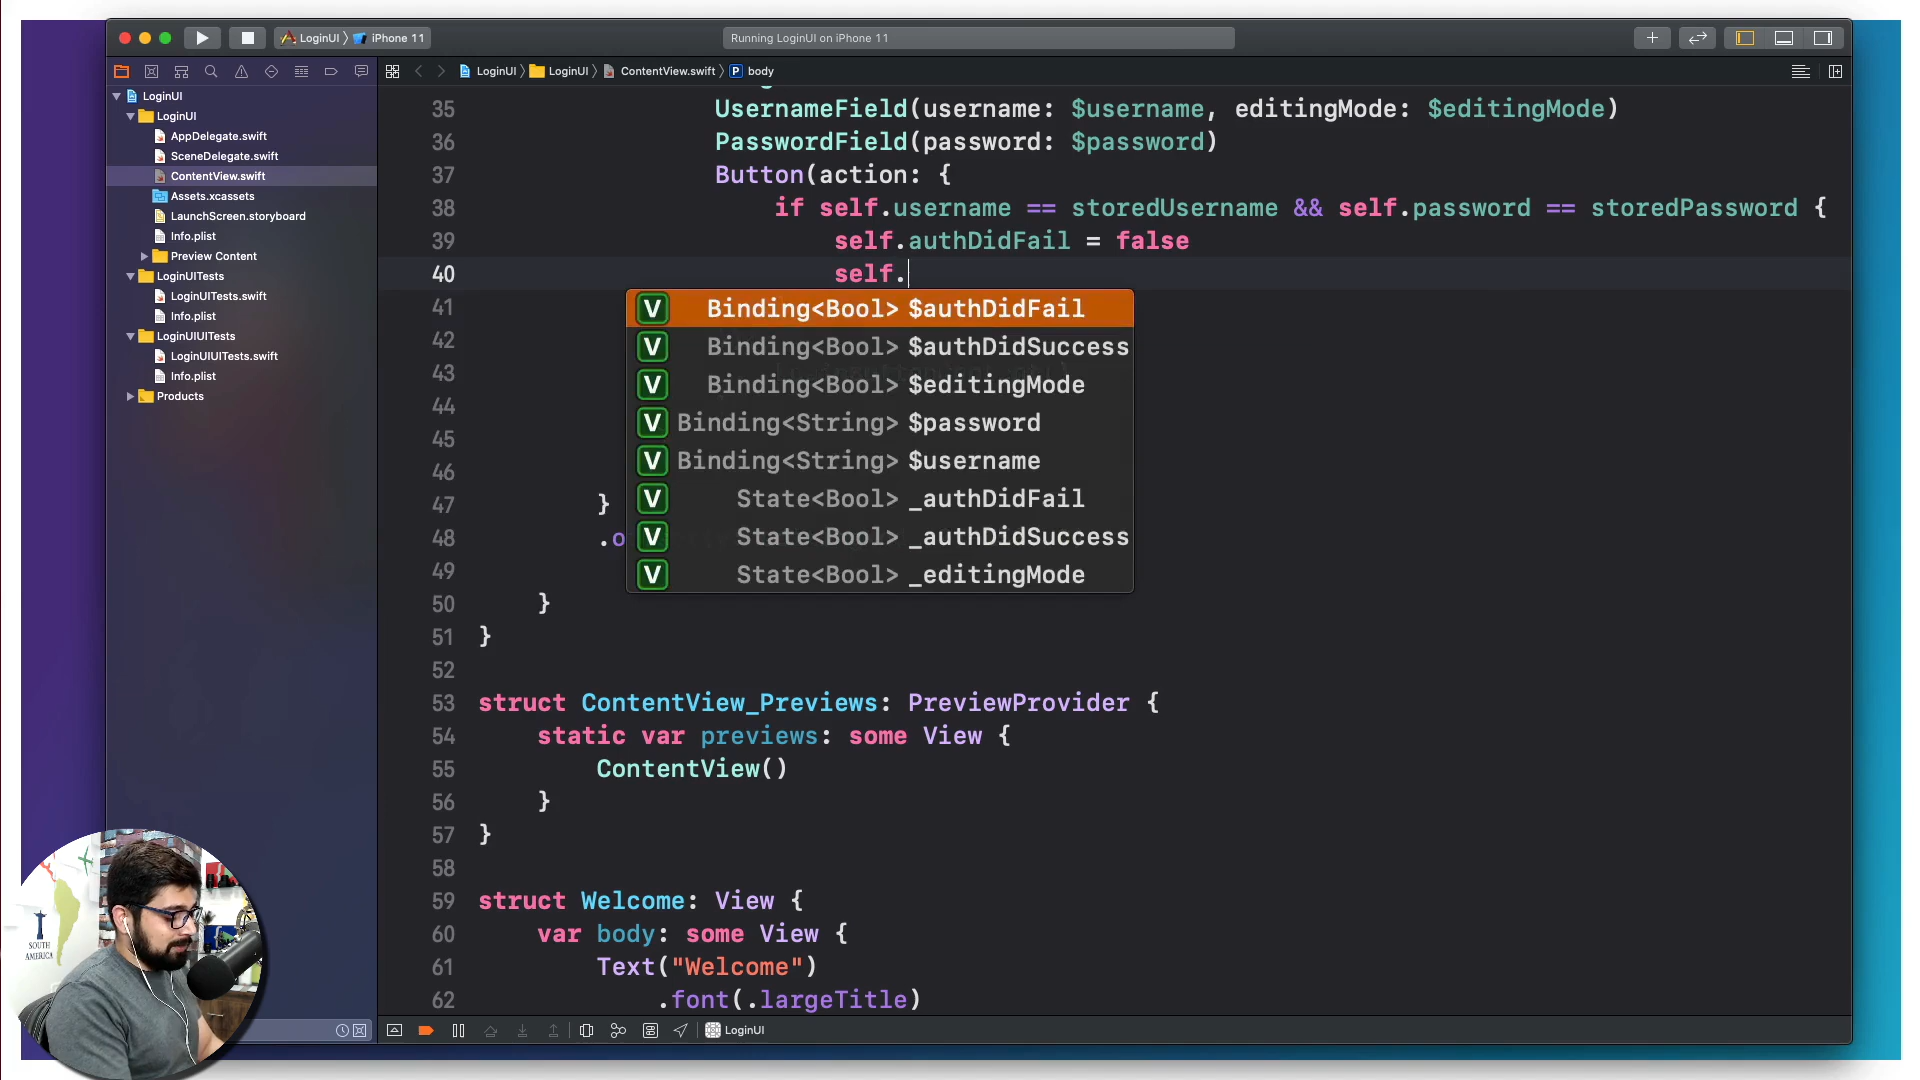 LoginUI 〉 iPhone 11
Running LoginUI on iPhone 11
LoginUI 〉 LoginUI 〉 ContentView.swift 〉 P body
LoginUI
LoginUI
AppDelegate.swift
SceneDelegate.swift
ContentView.swift
Assets.xcassets
LaunchScreen.storyboard
Info.plist
Preview Content
LoginUITests
LoginUITests.swift
Info.plist
LoginUIUITests
LoginUIUITests.swift
Info.plist
Products
35 UsernameField(username: $username, editingMode: $editingMode)
36 PasswordField(password: $password)
37 Button(action: {
38 if self.username == storedUsername && self.password == storedPassword {
39 self.authDidFail = false
40 self.
V Binding<Bool> $authDidFail
V Binding<Bool> $authDidSuccess
V Binding<Bool> $editingMode
V Binding<String> $password
V Binding<String> $username
V State<Bool> _authDidFail
V State<Bool> _authDidSuccess
V State<Bool> _editingMode
41
42
43
44
45
46
47 }
48 .o
49
50 }
51 }
52
53 struct ContentView_Previews: PreviewProvider {
54 static var previews: some View {
55 ContentView()
56 }
57 }
58
59 struct Welcome: View {
60 var body: some View {
61 Text("Welcome")
62 .font(.largeTitle)
SOUTH
AMERICA
LoginUI